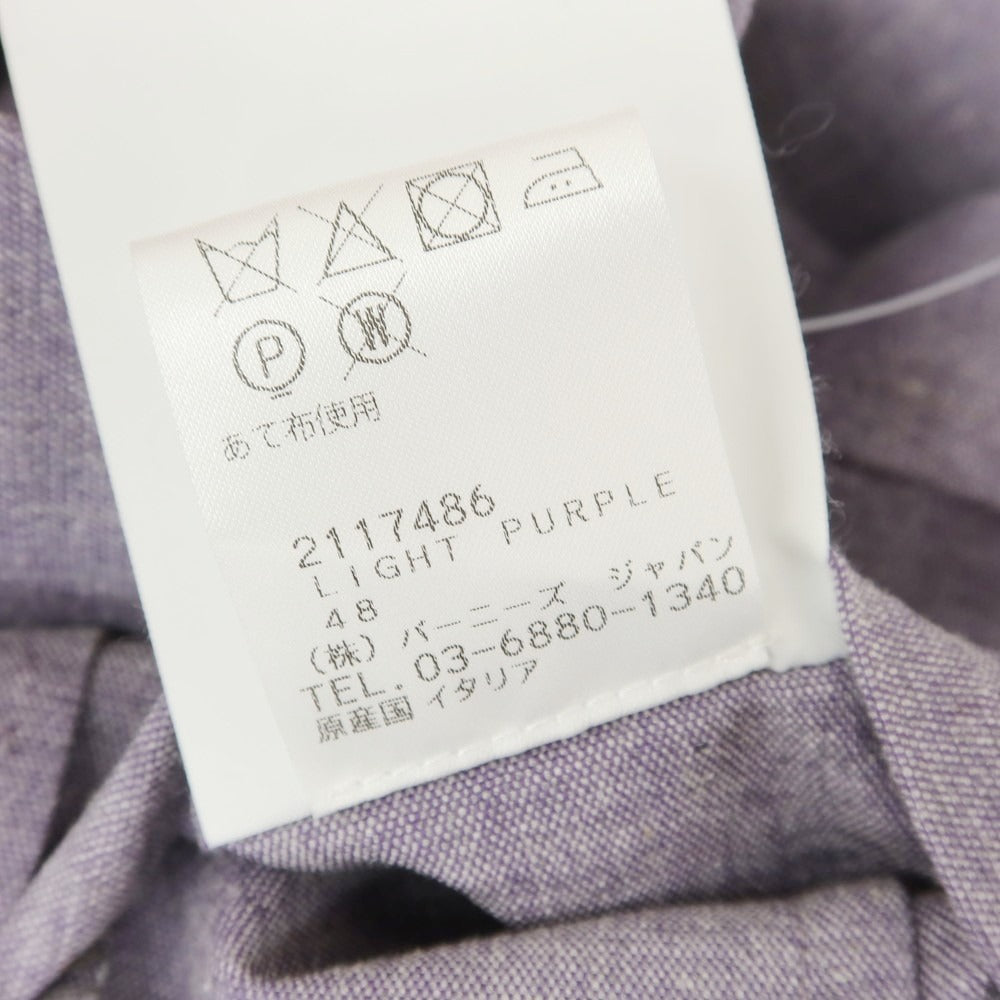 P
W
あて布使用
2117486
LIGHT PURPLE
48
(株) バーニーズ ジャパン
TEL. 03-6880-1340
原産国 イタリア